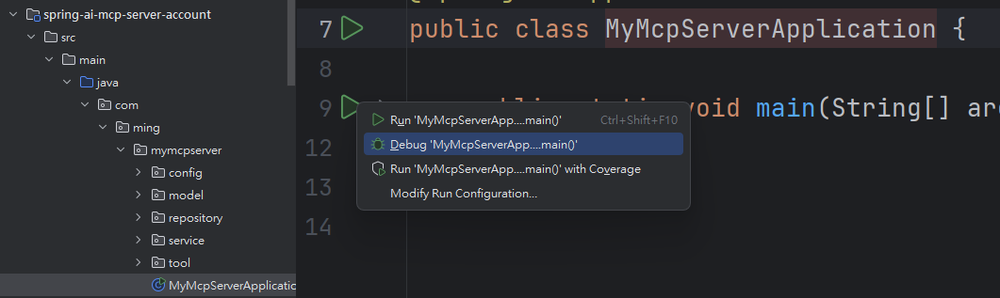 spring-ai-mcp-server-account
src
main
java
com
ming
mymcpserver
config
model
repository
service
tool
MyMcpServerApplicatio
7 public class MyMcpServerApplication {
8
9 void main(String[] ar
Run 'MyMcpServerApp....main()' Ctrl+Shift+F10
Debug 'MyMcpServerApp....main()'
Run 'MyMcpServerApp....main()' with Coverage
Modify Run Configuration...
12
13
14